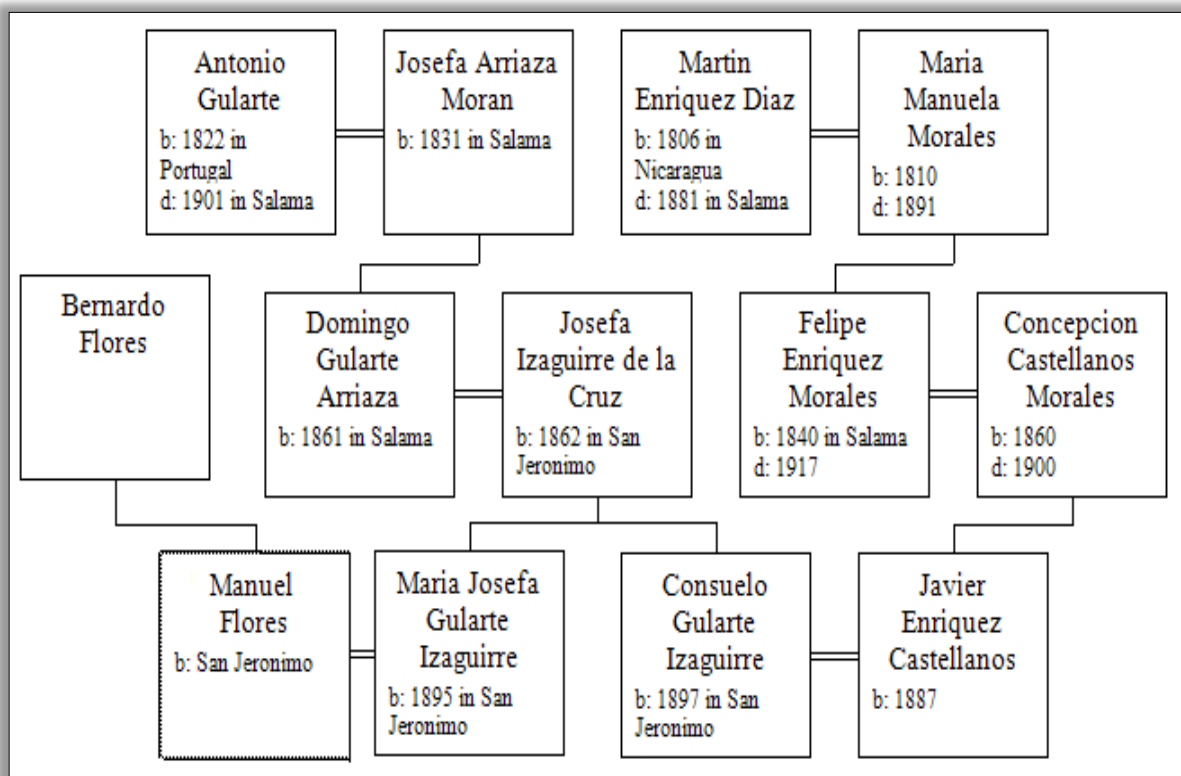 Antonio
Gularte
b: 1822 in
Portugal
d: 1901 in Salama
Josefa Arriaza
Moran
b: 1831 in Salama
Martin
Enriquez Diaz
b: 1806 in
Nicaragua
d: 1881 in Salama
Maria
Manuela
Morales
b: 1810
d: 1891
Bernardo
Flores
Domingo
Gularte
Arriaza
b: 1861 in Salama
Josefa
Izaguirre de la
Cruz
b: 1862 in San
Jeronimo
Felipe
Enriquez
Morales
b: 1840 in Salama
d: 1917
Concepcion
Castellanos
Morales
b: 1860
d: 1900
Manuel
Flores
b: San Jeronimo
Maria Josefa
Gularte
Izaguirre
b: 1895 in San
Jeronimo
Consuelo
Gularte
Izaguirre
b: 1897 in San
Jeronimo
Javier
Enriquez
Castellanos
b: 1887